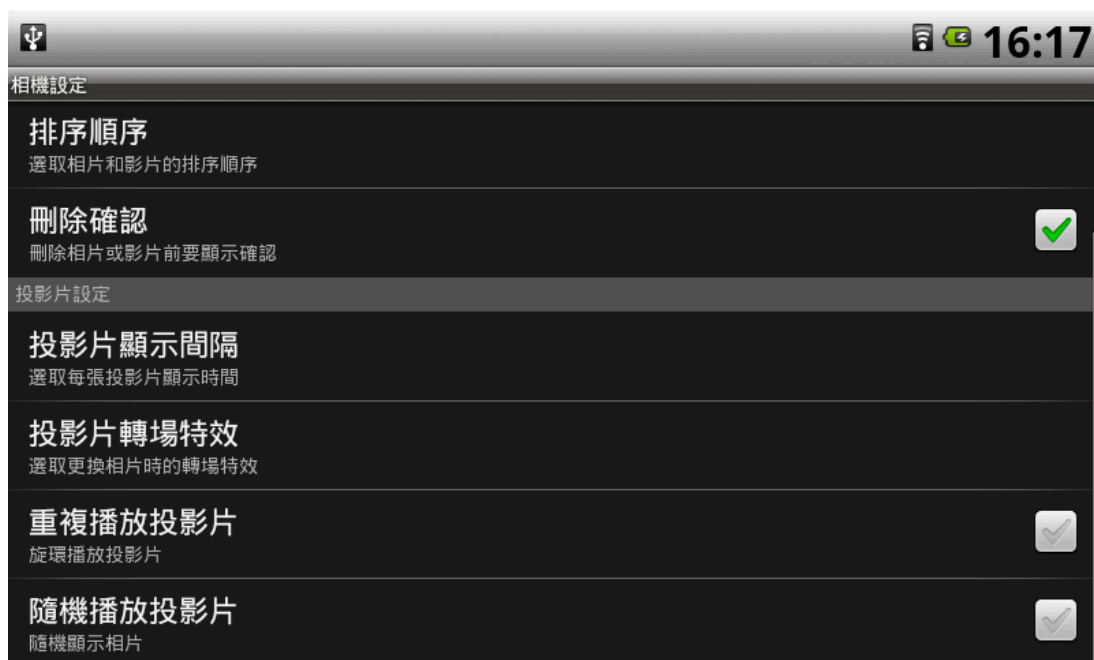 16:17
相機設定
排序順序
選取相片和影片的排序順序
刪除確認
刪除相片或影片前要顯示確認
投影片設定
投影片顯示間隔
選取每張投影片顯示時間
投影片轉場特效
選取更換相片時的轉場特效
重複播放投影片
旋環播放投影片
隨機播放投影片
隨機顯示相片